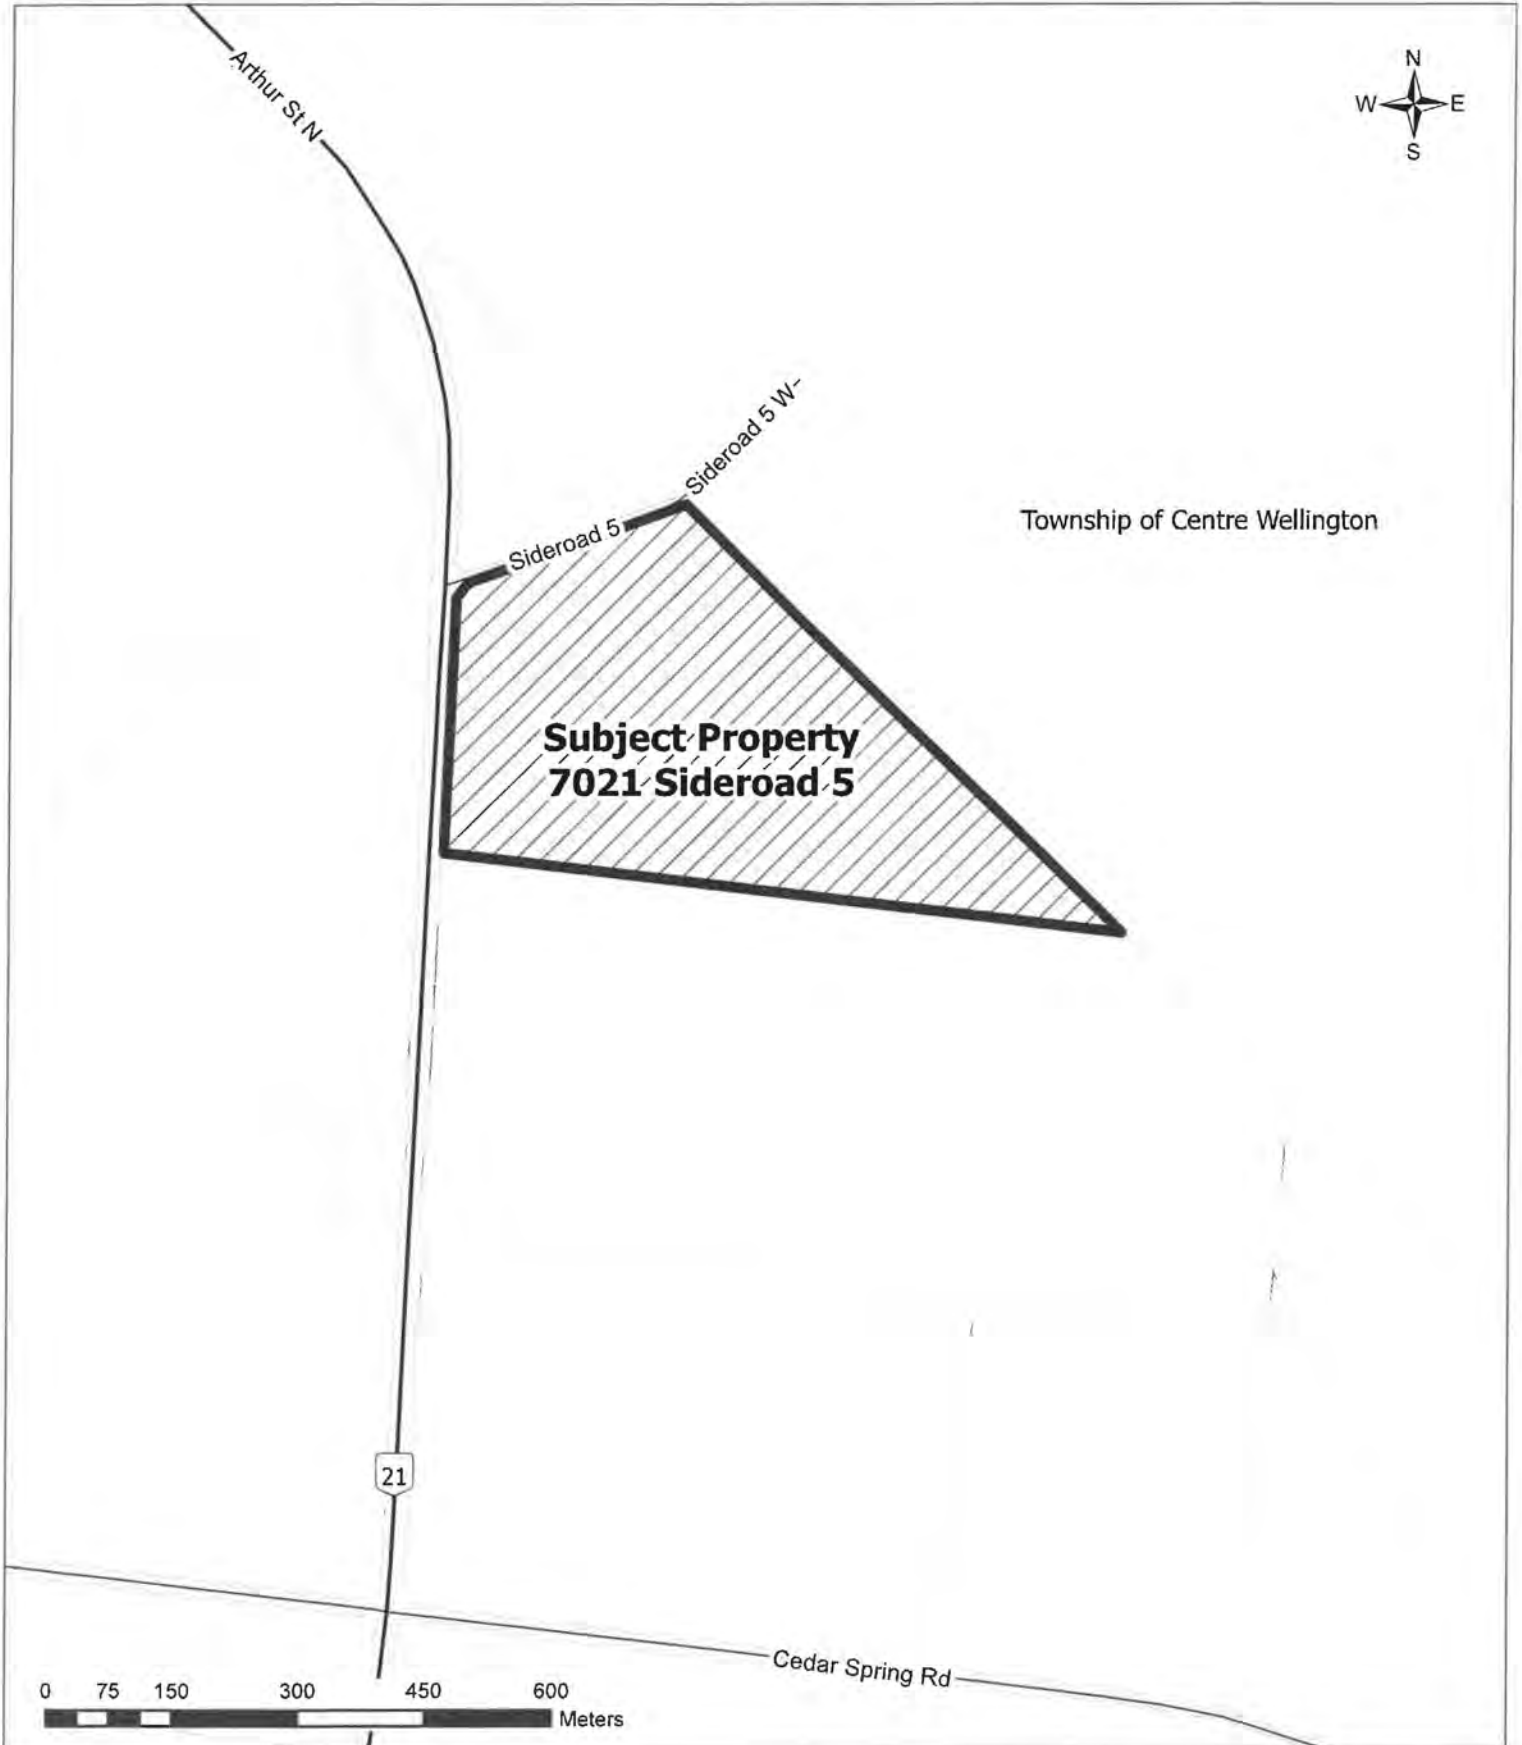 Arthur St N
N
W E
S
Sideroad 5 W
Sideroad 5
Township of Centre Wellington
Subject Property
7021 Sideroad 5
21
Cedar Spring Rd
0 75 150 300 450 600
Meters